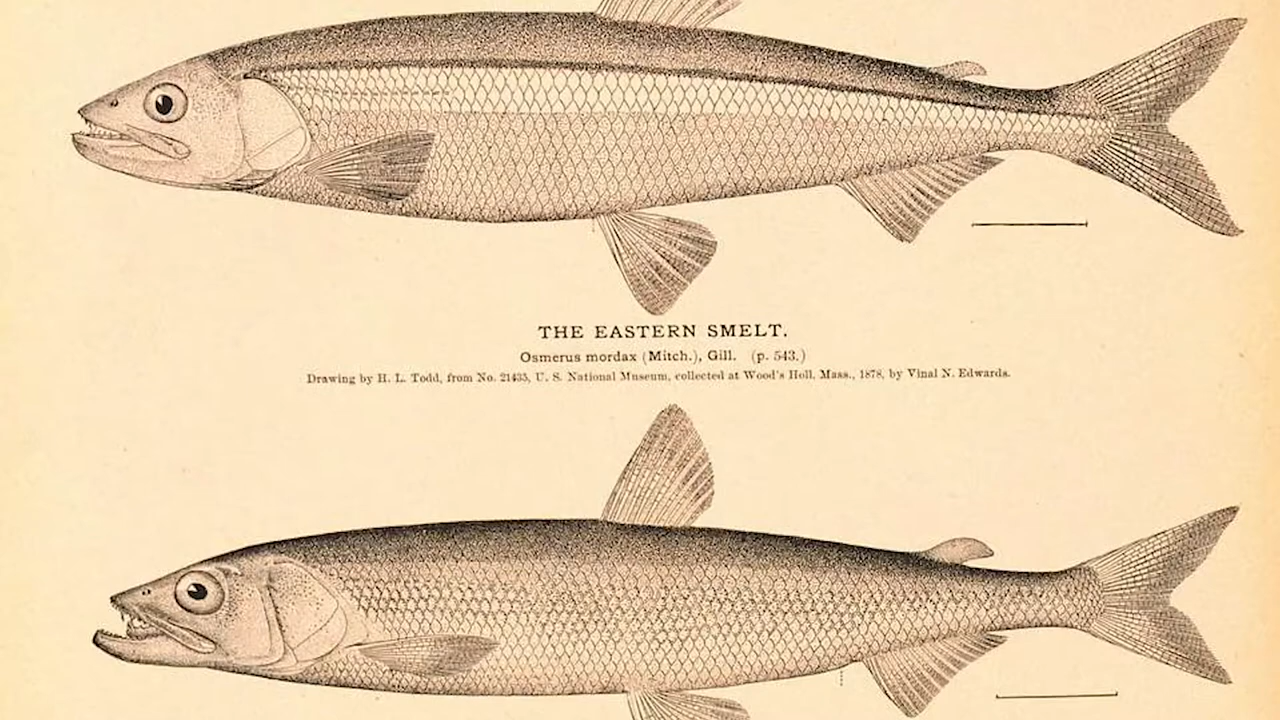 THE EASTERN SMELT.
Osmerus mordax (Mitch.), Gill. (p. 543.)
Drawing by H. L. Todd, from No. 21435, U. S. National Museum, collected at Wood's Holl, Mass., 1878, by Vinal N. Edwards.